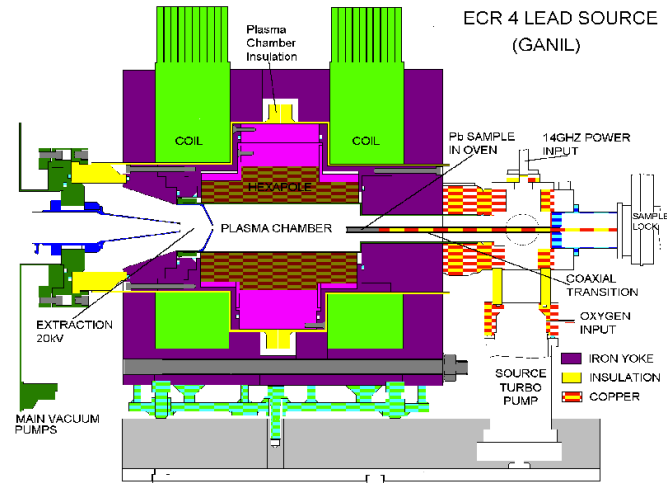 ECR 4 LEAD SOURCE
(GANIL)
Plasma
Chamber
Insulation
COIL
COIL
Pb SAMPLE
IN OVEN
14GHZ POWER
INPUT
HEXAPOLE
PLASMA CHAMBER
SAMPLE
LOCK
COAXIAL
TRANSITION
EXTRACTION
20kV
OXYGEN
INPUT
SOURCE
TURBO
PUMP
IRON YOKE
INSULATION
COPPER
MAIN VACUUM
PUMPS